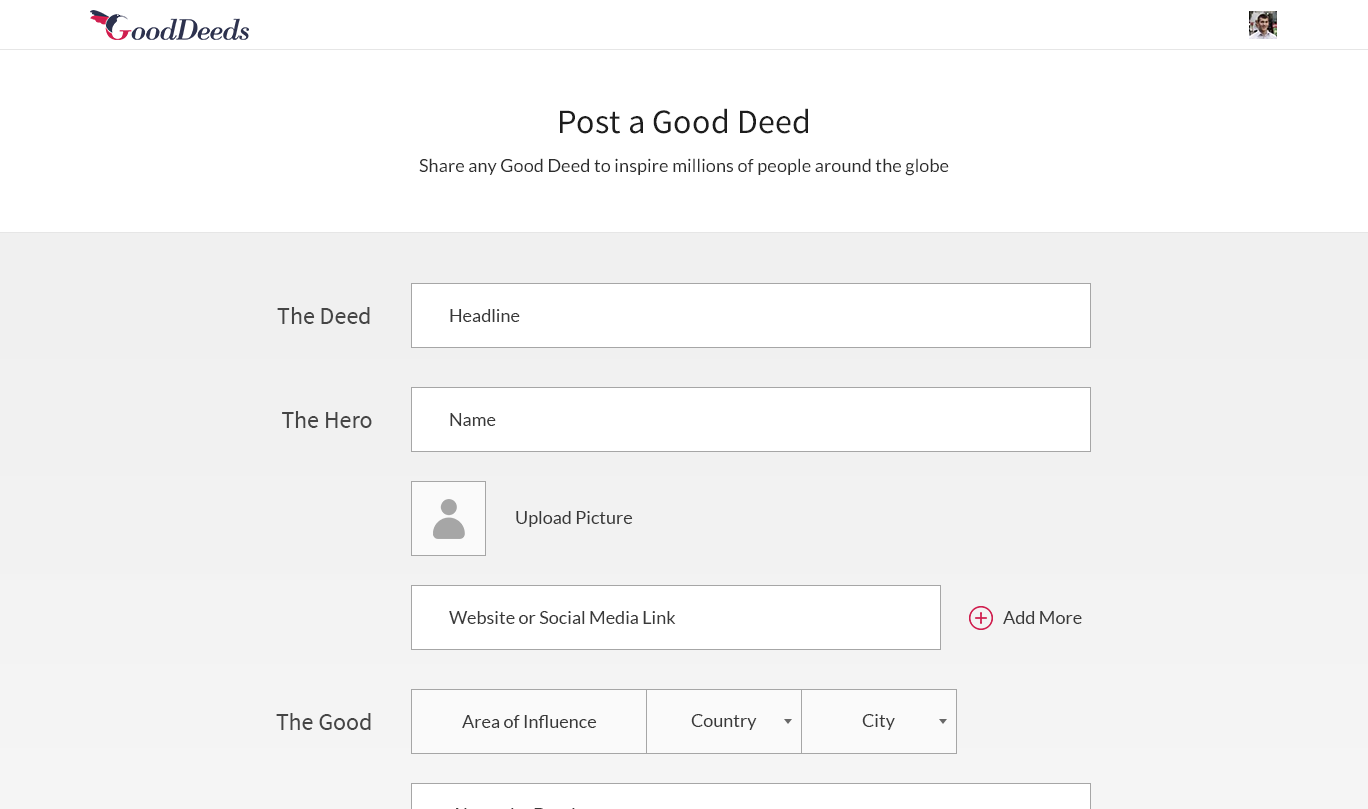 GoodDeeds
Post a Good Deed
Share any Good Deed to inspire millions of people around the globe
The Deed
Headline
The Hero
Name
Upload Picture
Website or Social Media Link
Add More
The Good
Area of Influence
Country
City